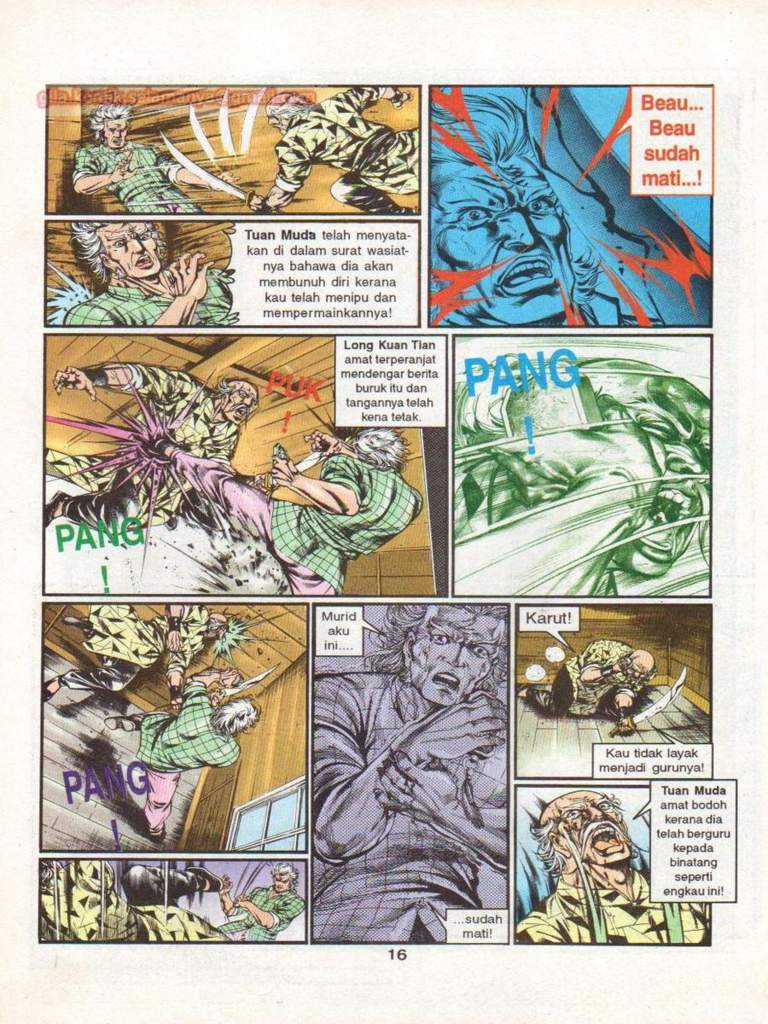 Beau...
Beau
sudah
mati...!
Tuan Muda telah menyata-
kan di dalam surat wasiat-
nya bahawa dia akan
membunuh diri kerana
kau telah menipu dan
mempermainkannya!
PUK
!
Long Kuan Tian
amat terperanjat
mendengar berita
buruk itu dan
tangannya telah
kena tetak.
PANG
!
PANG
!
PANG
!
Murid
aku
ini....
...sudah
mati!
Karut!
Kau tidak layak
menjadi gurunya!
Tuan Muda
amat bodoh
kerana dia
telah berguru
kepada
binatang
seperti
engkau ini!
16